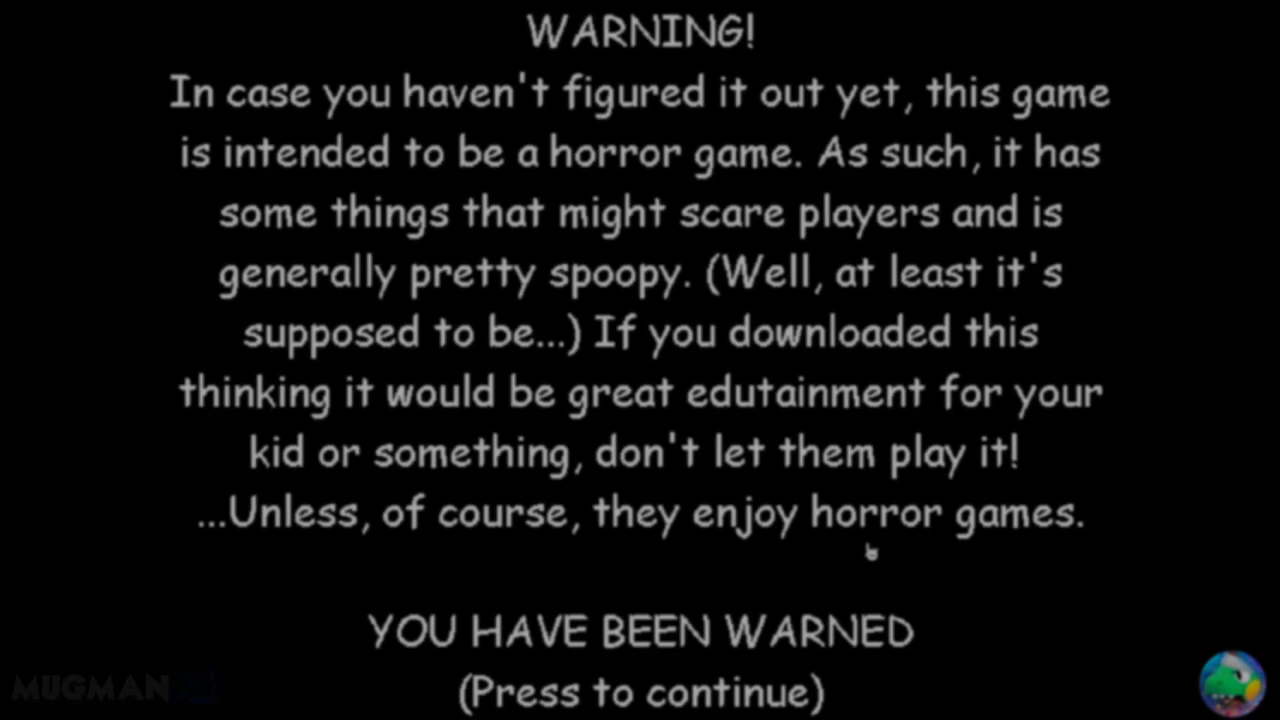 WARNING!
In case you haven't figured it out yet, this game
is intended to be a horror game. As such, it has
some things that might scare players and is
generally pretty spoopy. (Well, at least it's
supposed to be...) If you downloaded this
thinking it would be great edutainment for your
kid or something, don't let them play it!
...Unless, of course, they enjoy horror games.
YOU HAVE BEEN WARNED
(Press to continue)
MUGMAN